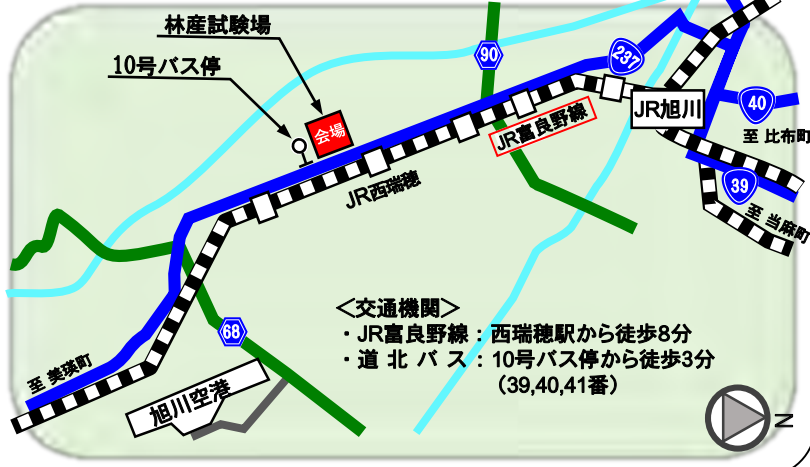 林産試験場
10号バス停
90
237
会場
JR富良野線
JR旭川
40
至 比布町
39
至 当麻町
JR西瑞穂
68
至 美瑛町
旭川空港
＜交通機関＞
・JR富良野線：西瑞穂駅から徒歩8分
・道 北 バ ス：10号バス停から徒歩3分
（39,40,41番）
N